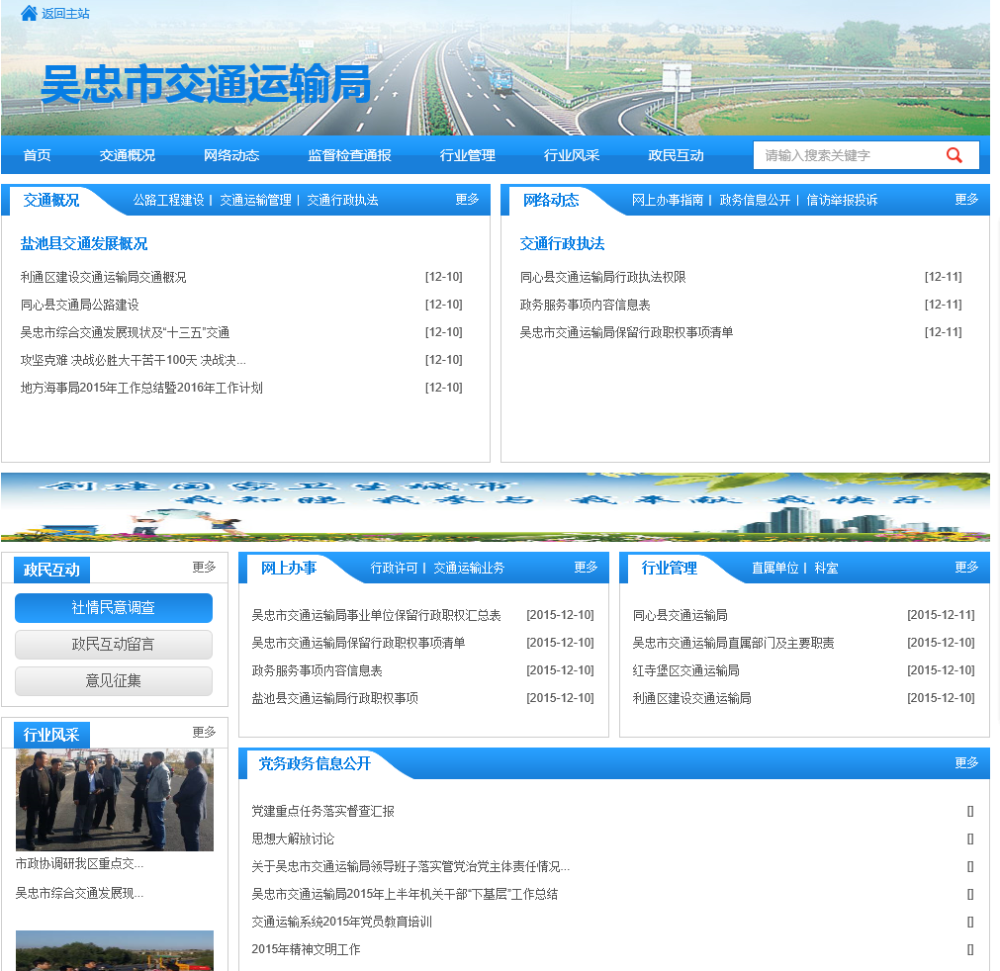 返回主站
吴忠市交通运输局
首页 交通概况 网络动态 监督检查通报 行业管理 行业风采 政民互动 请输入搜索关键字
交通概况 公路工程建设 | 交通运输管理 | 交通行政执法 更多
盐池县交通发展概况
利通区建设交通运输局交通概况 [12-10]
同心县交通局公路建设 [12-10]
吴忠市综合交通发展现状及“十三五”交通 [12-10]
攻坚克难 决战必胜大干苦干100天 决战决... [12-10]
地方海事局2015年工作总结暨2016年工作计划 [12-10]
网络动态 网上办事指南 | 政务信息公开 | 信访举报投诉 更多
交通行政执法
同心县交通运输局行政执法权限 [12-11]
政务服务事项内容信息表 [12-11]
吴忠市交通运输局保留行政职权事项清单 [12-11]
创建国家卫生城市
我知晓 我参与 我奉献 我快乐
政民互动 更多
社情民意调查
政民互动留言
意见征集
行业风采 更多
市政协调研我区重点交...
吴忠市综合交通发展现...
网上办事 行政许可 | 交通运输业务 更多
吴忠市交通运输局事业单位保留行政职权汇总表 [2015-12-10]
吴忠市交通运输局保留行政职权事项清单 [2015-12-10]
政务服务事项内容信息表 [2015-12-10]
盐池县交通运输局行政职权事项 [2015-12-10]
行业管理 直属单位 | 科室 更多
同心县交通运输局 [2015-12-11]
吴忠市交通运输局直属部门及主要职责 [2015-12-10]
红寺堡区交通运输局 [2015-12-10]
利通区建设交通运输局 [2015-12-10]
党务政务信息公开 更多
党建重点任务落实督查汇报 []
思想大解放讨论 []
关于吴忠市交通运输局领导班子落实管党治党主体责任情况... []
吴忠市交通运输局2015年上半年机关干部“下基层”工作总结 []
交通运输系统2015年党员教育培训 []
2015年精神文明工作 []